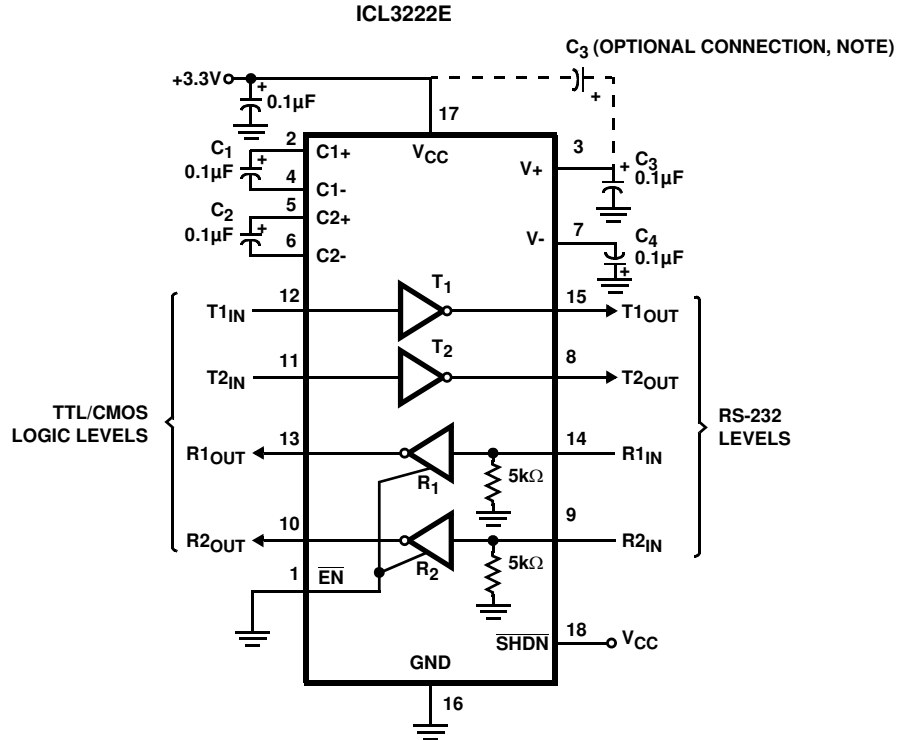 ICL3222E
C3 (OPTIONAL CONNECTION, NOTE)
+3.3V
+
0.1µF
+
17
2
C1+
VCC
3
V+
+
C3
0.1µF
C1
0.1µF
+
4
C1-
5
C2+
C2
0.1µF
+
6
C2-
7
V-
C4
0.1µF
+
T1
T1IN
12
15
T1OUT
T2
T2IN
11
8
T2OUT
TTL/CMOS
LOGIC LEVELS
RS-232
LEVELS
R1OUT
13
14
R1IN
R1
5kΩ
R2OUT
10
9
R2IN
R2
5kΩ
1
EN
SHDN
18
VCC
GND
16